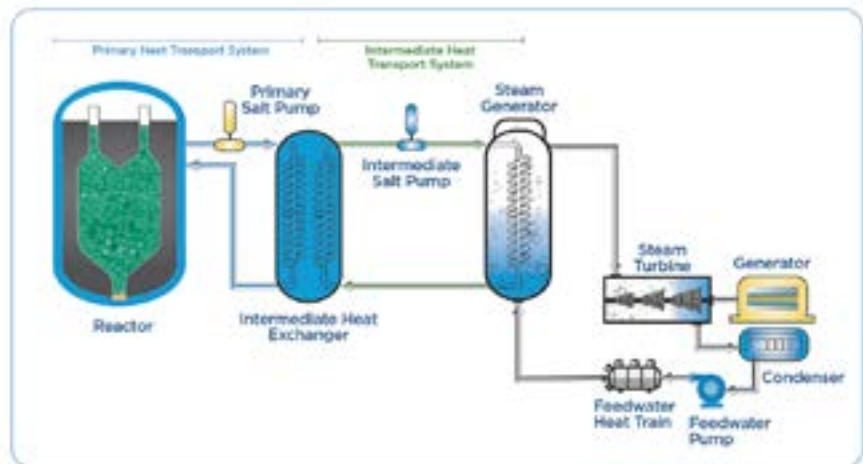 Primary Heat Transport System
Intermediate Heat
Transport System
Primary
Salt Pump
Steam
Generator
Intermediate
Salt Pump
Steam
Turbine
Generator
Reactor
Intermediate Heat
Exchanger
Condenser
Feedwater
Heat Train
Feedwater
Pump